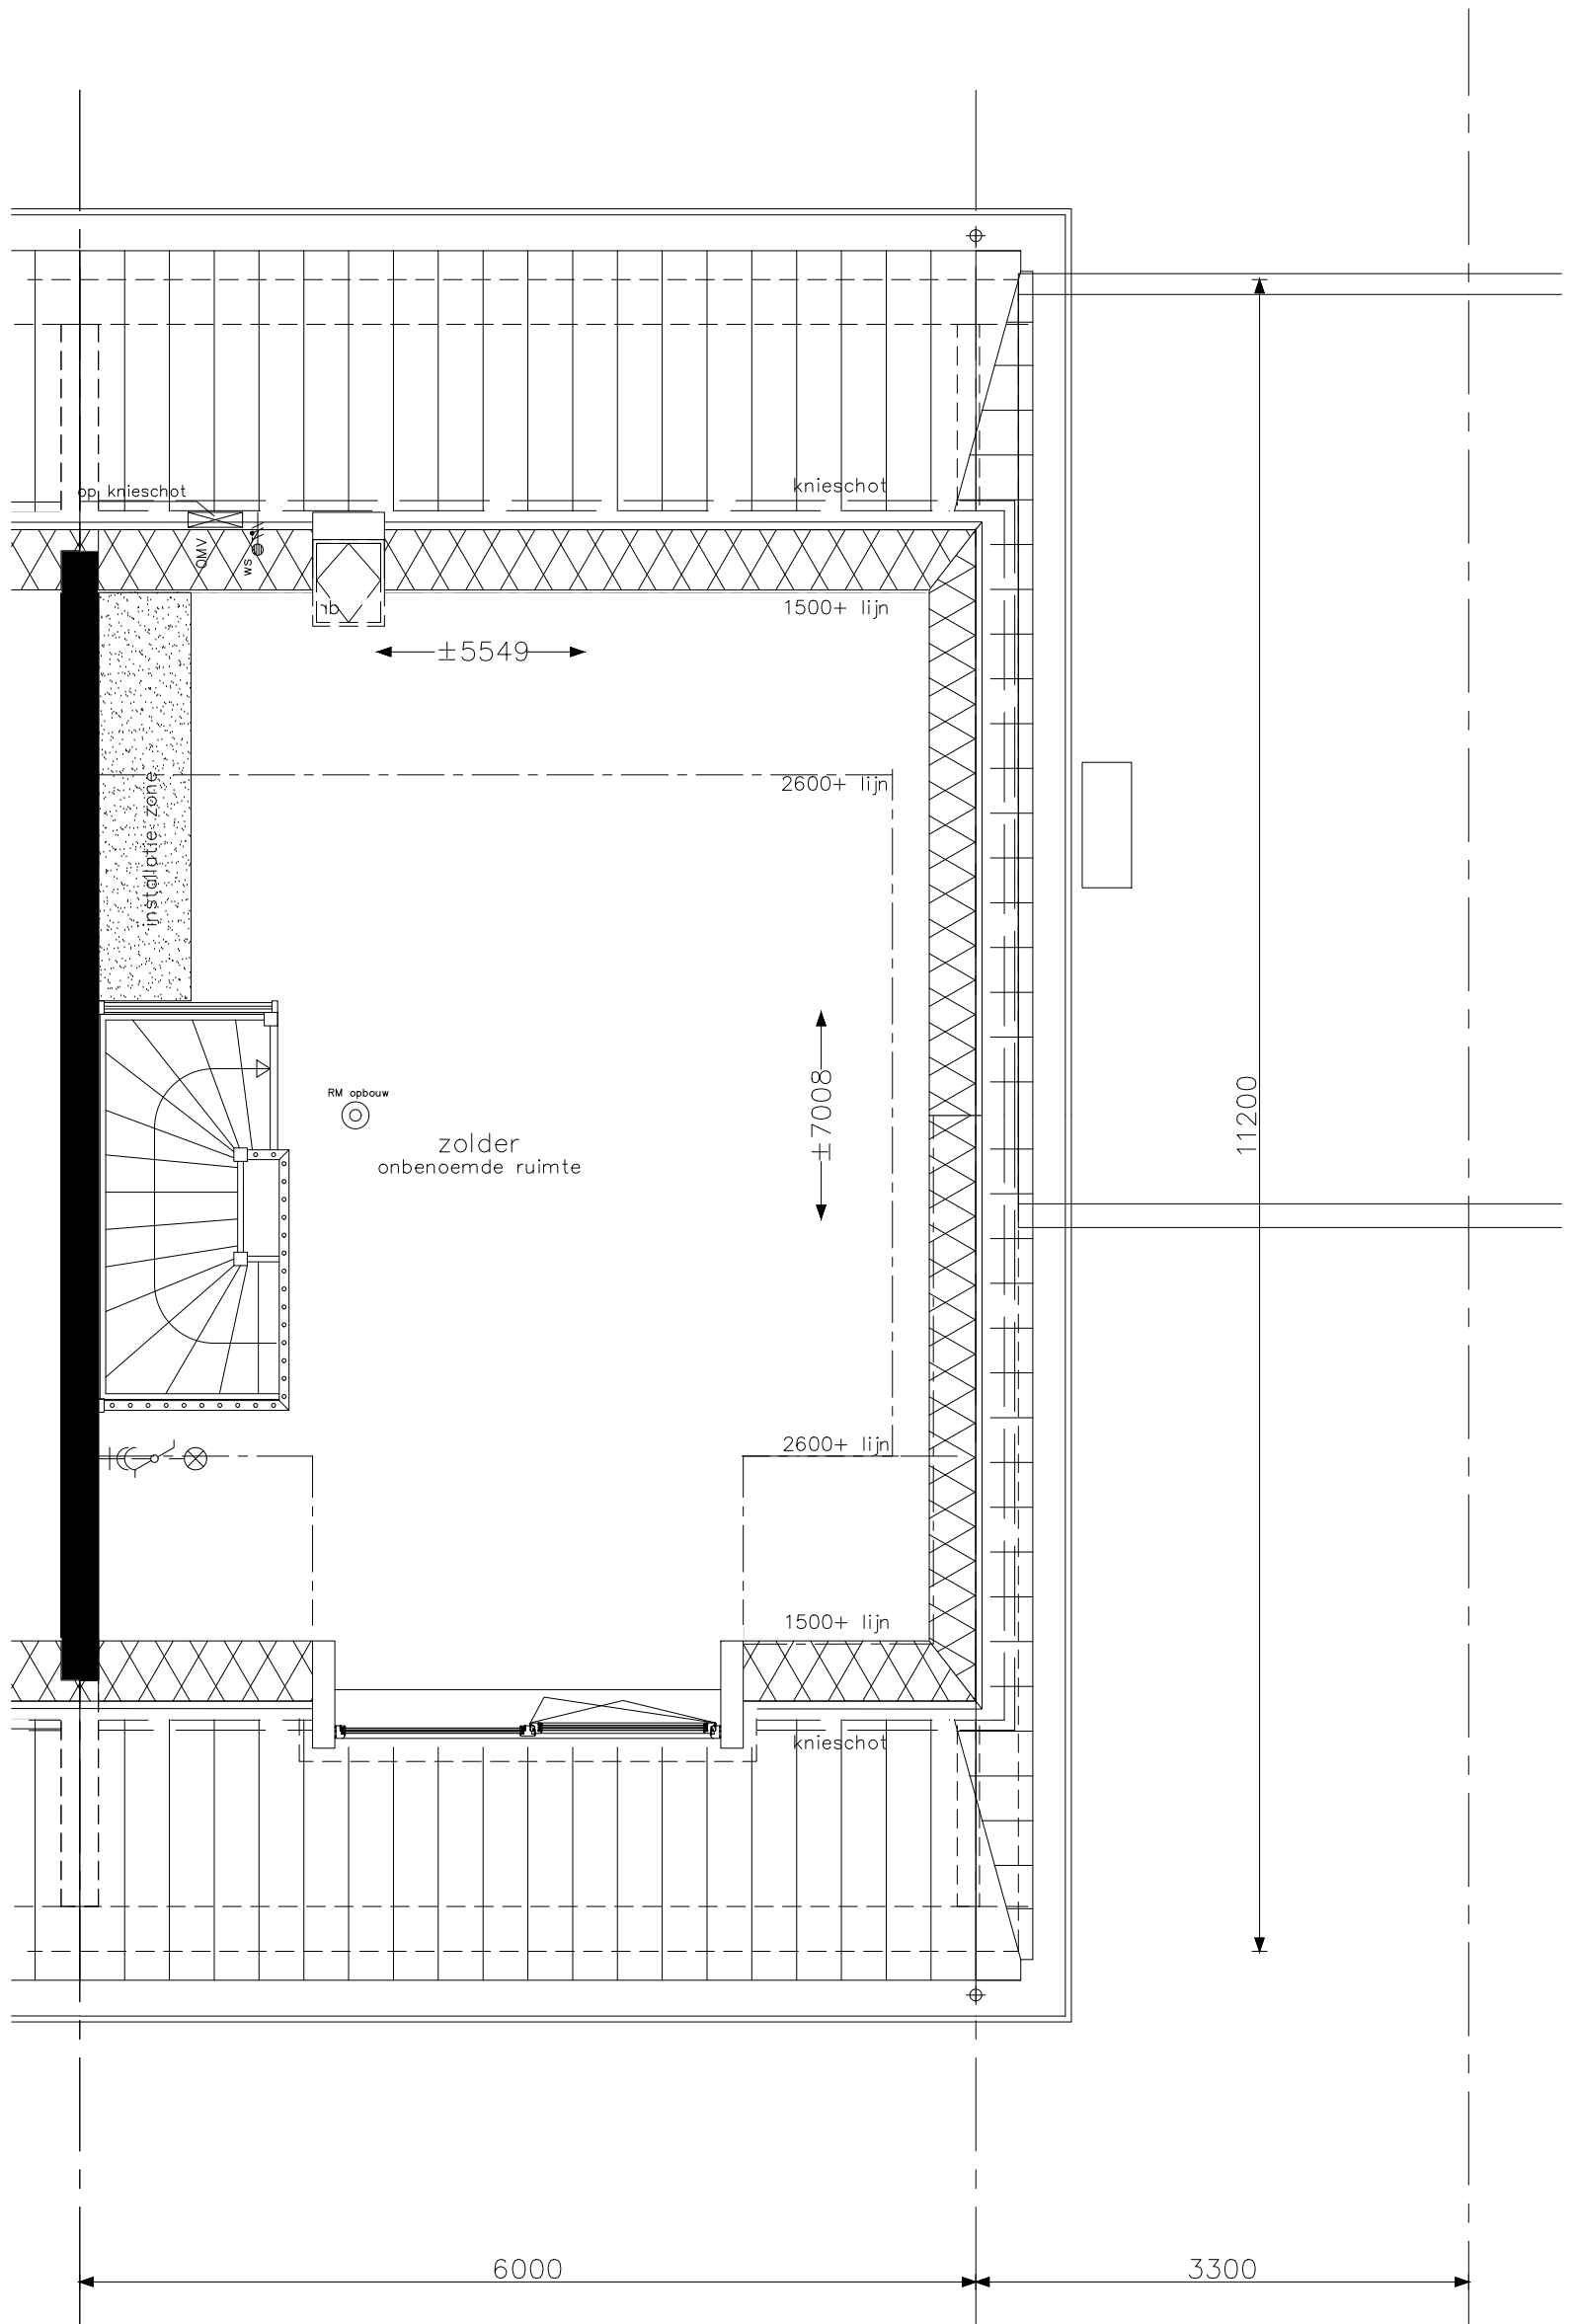 knieschot
op knieschot
OMV
ws
1500+ lijn
±5549
2600+ lijn
installatie zone
±7008
11200
RM opbouw
zolder
onbenoemde ruimte
2600+ lijn
1500+ lijn
knieschot
6000
3300